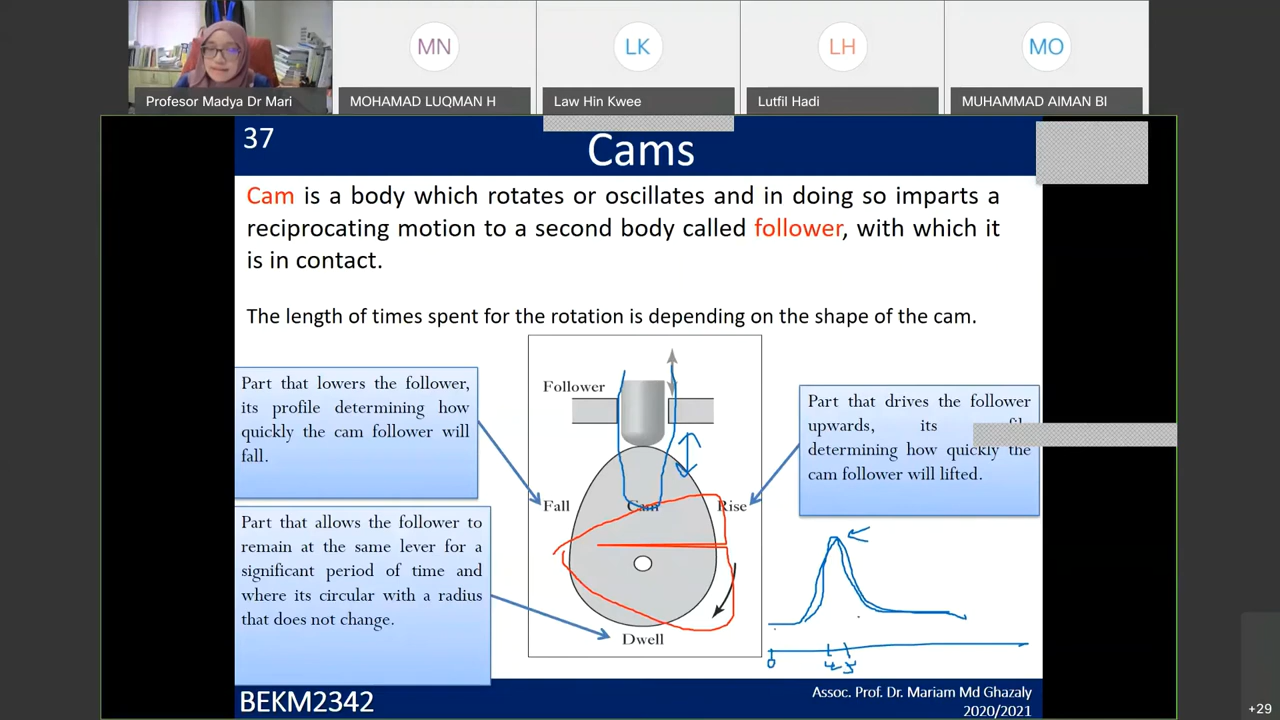 MN
LK
LH
MO
Profesor Madya Dr Mari
MOHAMAD LUQMAN H
Law Hin Kwee
Lutfil Hadi
MUHAMMAD AIMAN BI
37
Cams
Cam is a body which rotates or oscillates and in doing so imparts a
reciprocating motion to a second body called follower, with which it
is in contact.
The length of times spent for the rotation is depending on the shape of the cam.
Part that lowers the follower,
its profile determining how
quickly the cam follower will
fall.
Part that allows the follower to
remain at the same lever for a
significant period of time and
where its circular with a radius
that does not change.
Follower
Cam
Fall
Rise
Dwell
Part that drives the follower
upwards, its
determining how quickly the
cam follower will lifted.
0
4 5
BEKM2342
Assoc. Prof. Dr. Mariam Md Ghazaly
2020/2021
+29